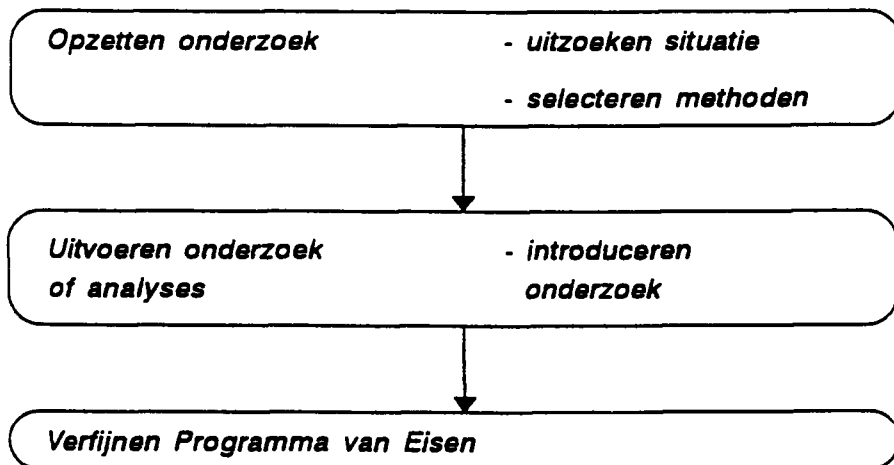 Opzetten onderzoek - uitzoeken situatie
- selecteren methoden
Uitvoeren onderzoek - introduceren
of analyses onderzoek
Verfijnen Programma van Eisen